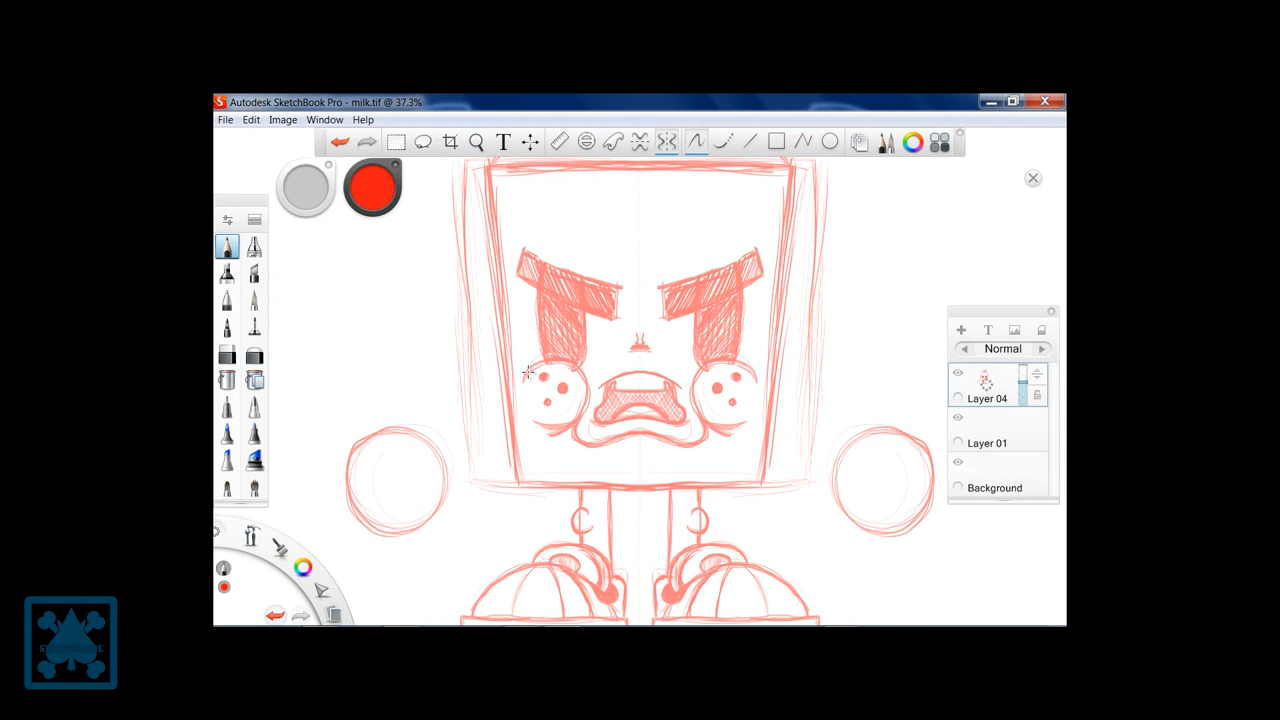 Autodesk SketchBook Pro - milk.tif @ 37.3%
File Edit Image Window Help
T
T
Normal
Layer 04
Layer 01
Background